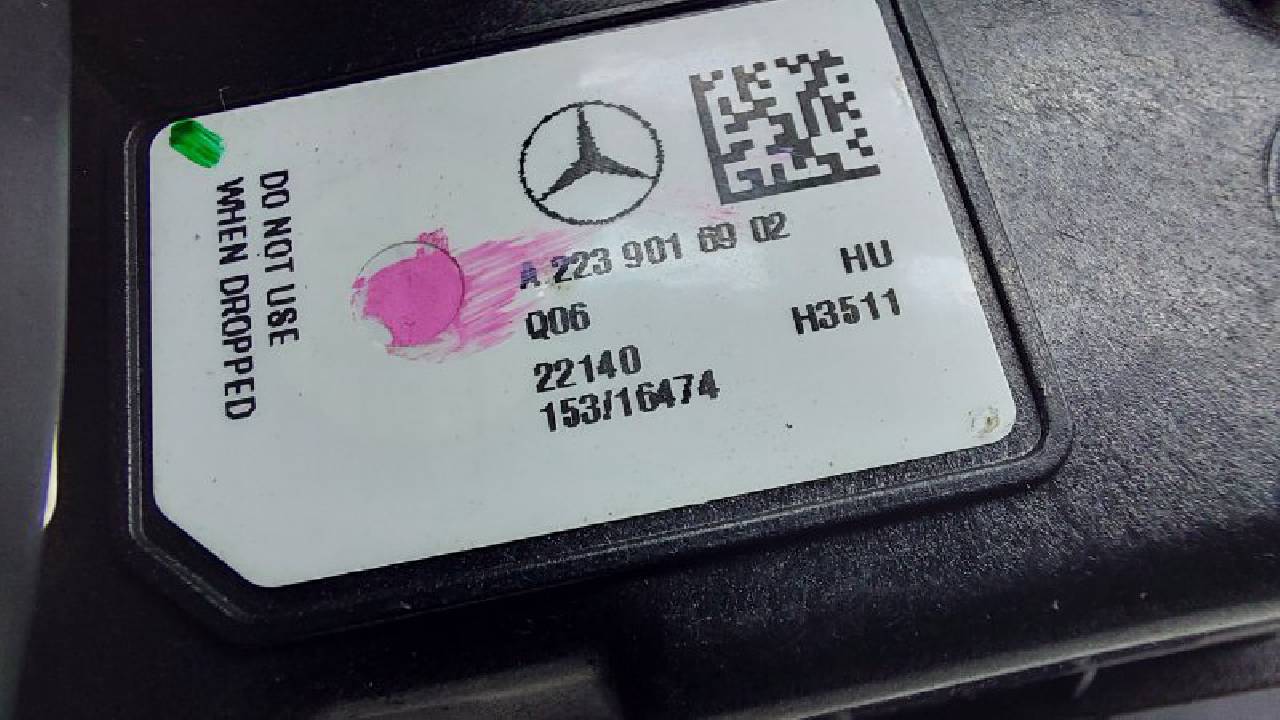 DO NOT USE
WHEN DROPPED
A 223 901 69 02
HU
Q06
H3511
22140
153/16474